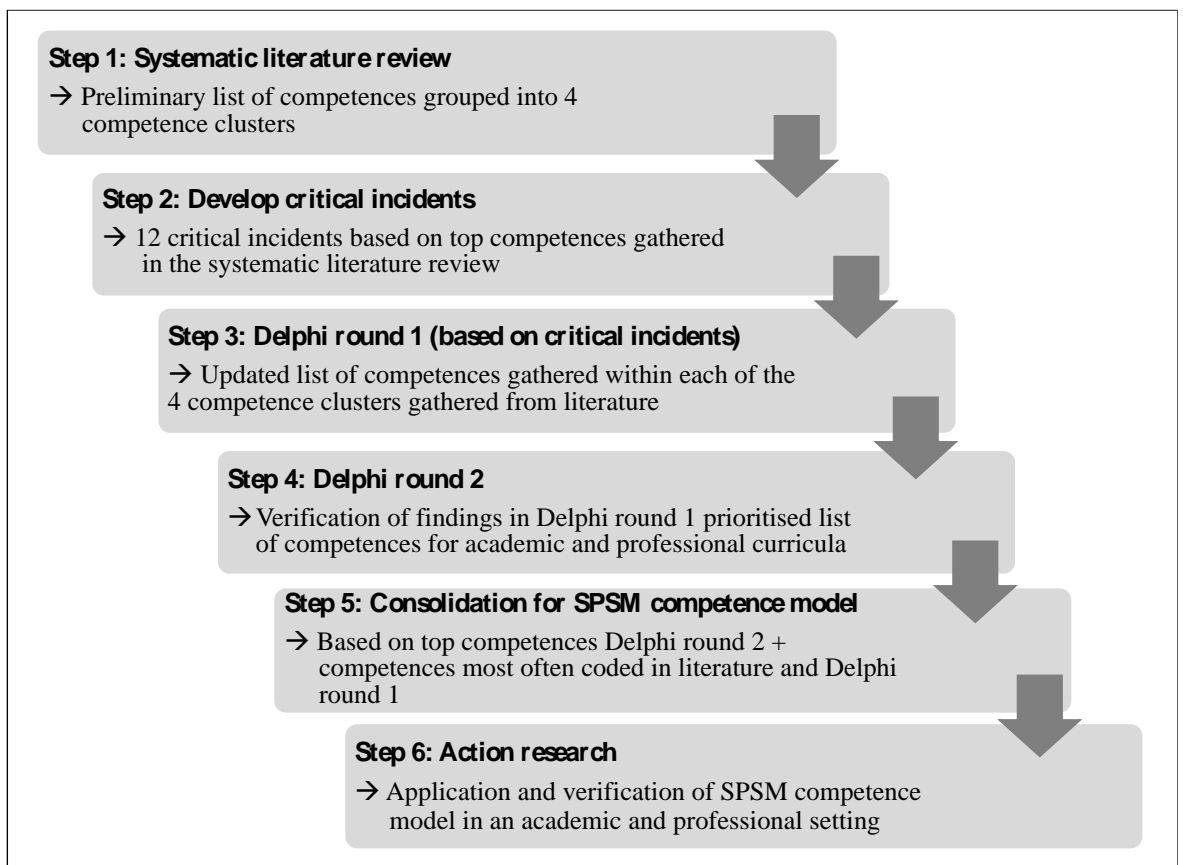 Step 1: Systematic literature review
→ Preliminary list of competences grouped into 4
competence clusters
Step 2: Develop critical incidents
→ 12 critical incidents based on top competences gathered
in the systematic literature review
Step 3: Delphi round 1 (based on critical incidents)
→ Updated list of competences gathered within each of the
4 competence clusters gathered from literature
Step 4: Delphi round 2
→ Verification of findings in Delphi round 1 prioritised list
of competences for academic and professional curricula
Step 5: Consolidation for SPSM competence model
→ Based on top competences Delphi round 2 +
competences most often coded in literature and Delphi
round 1
Step 6: Action research
→ Application and verification of SPSM competence
model in an academic and professional setting